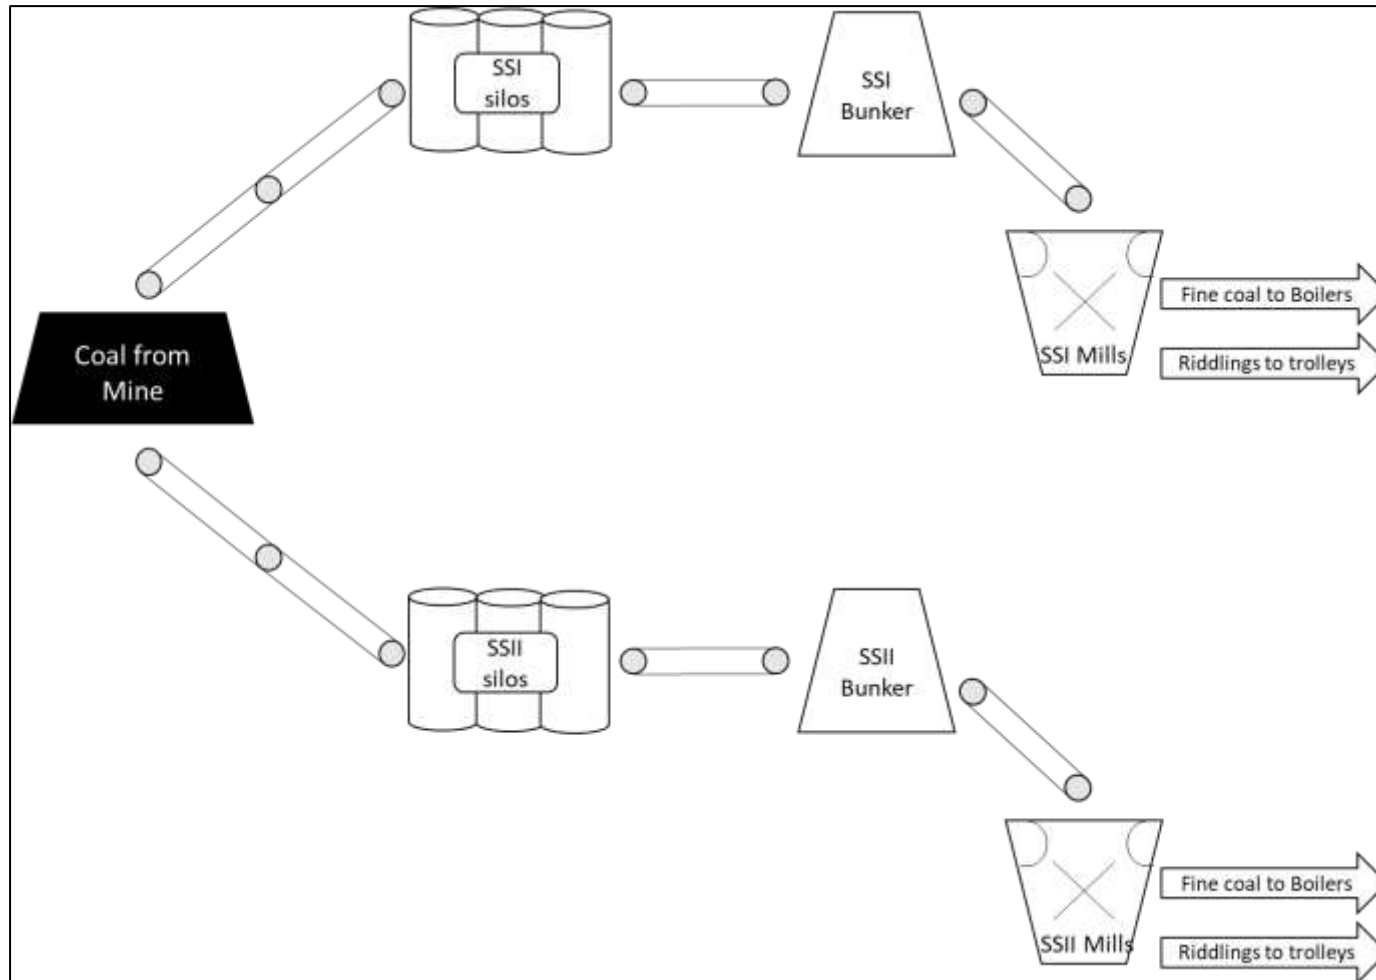 SSI
silos
SSI
Bunker
Fine coal to Boilers
SSI Mills
Riddlings to trolleys
Coal from
Mine
SSII
silos
SSII
Bunker
Fine coal to Boilers
SSII Mills
Riddlings to trolleys